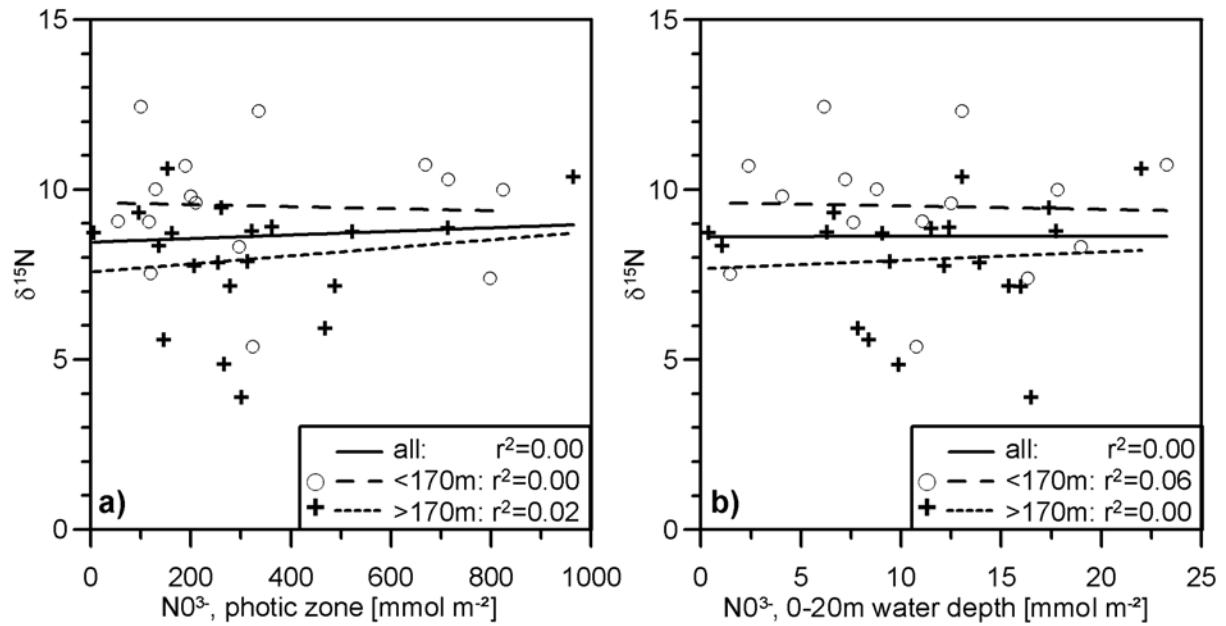 15
10
5
0
δ¹⁵N
a)
all: r²=0.00
<170m: r²=0.00
>170m: r²=0.02
0 200 400 600 800 1000
N0³⁻, photic zone [mmol m⁻²]
15
10
5
0
δ¹⁵N
b)
all: r²=0.00
<170m: r²=0.06
>170m: r²=0.00
0 5 10 15 20 25
N0³⁻, 0-20m water depth [mmol m⁻²]